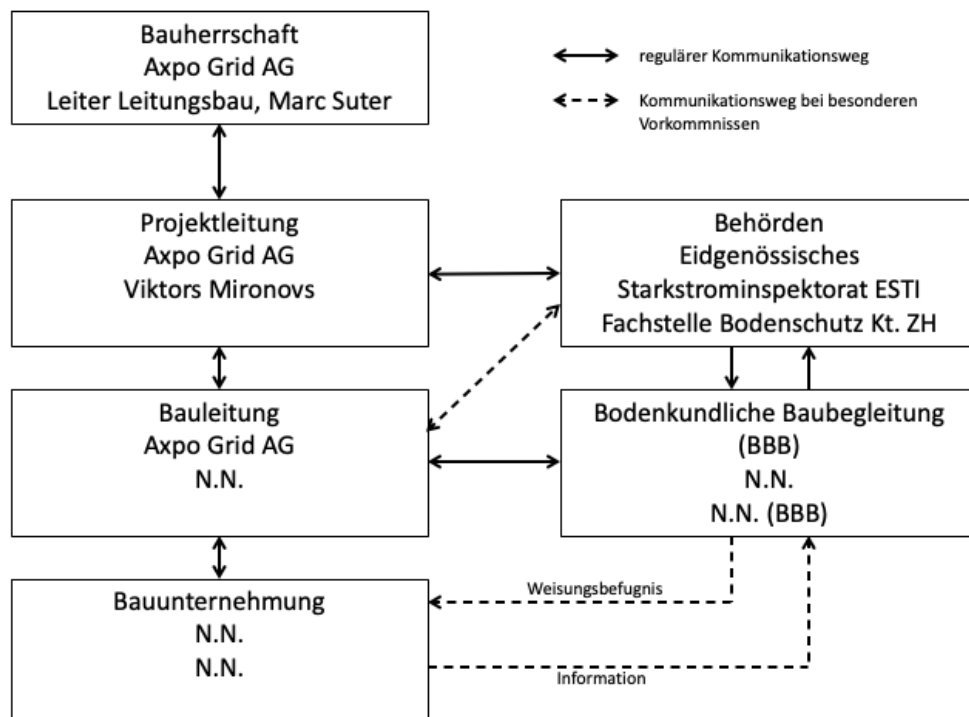 Bauherrschaft
Axpo Grid AG
Leiter Leitungsbau, Marc Suter
regulärer Kommunikationsweg
Kommunikationsweg bei besonderen
Vorkommnissen
Projektleitung
Axpo Grid AG
Viktors Mironovs
Behörden
Eidgenössisches
Starkstrominspektorat ESTI
Fachstelle Bodenschutz Kt. ZH
Bauleitung
Axpo Grid AG
N.N.
Bodenkundliche Baubegleitung
(BBB)
N.N.
N.N. (BBB)
Bauunternehmung
N.N.
N.N.
Weisungsbefugnis
Information